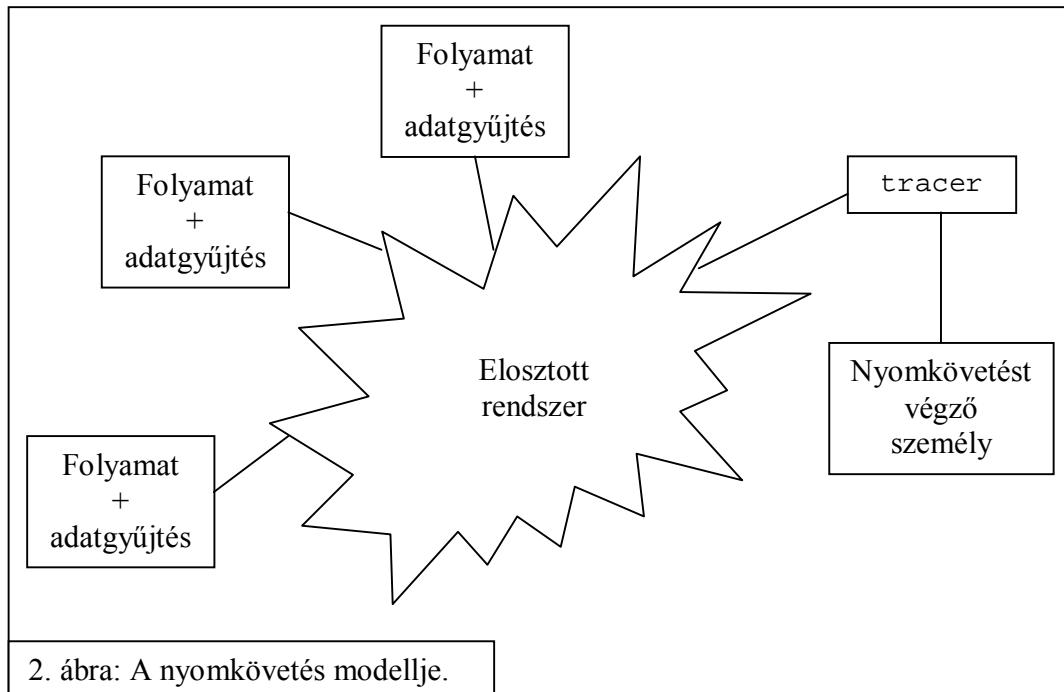 Folyamat
+
adatgyűjtés
Folyamat
+
adatgyűjtés
tracer
Elosztott
rendszer
Nyomkövetést
végző
személy
Folyamat
+
adatgyűjtés
2. ábra: A nyomkövetés modellje.